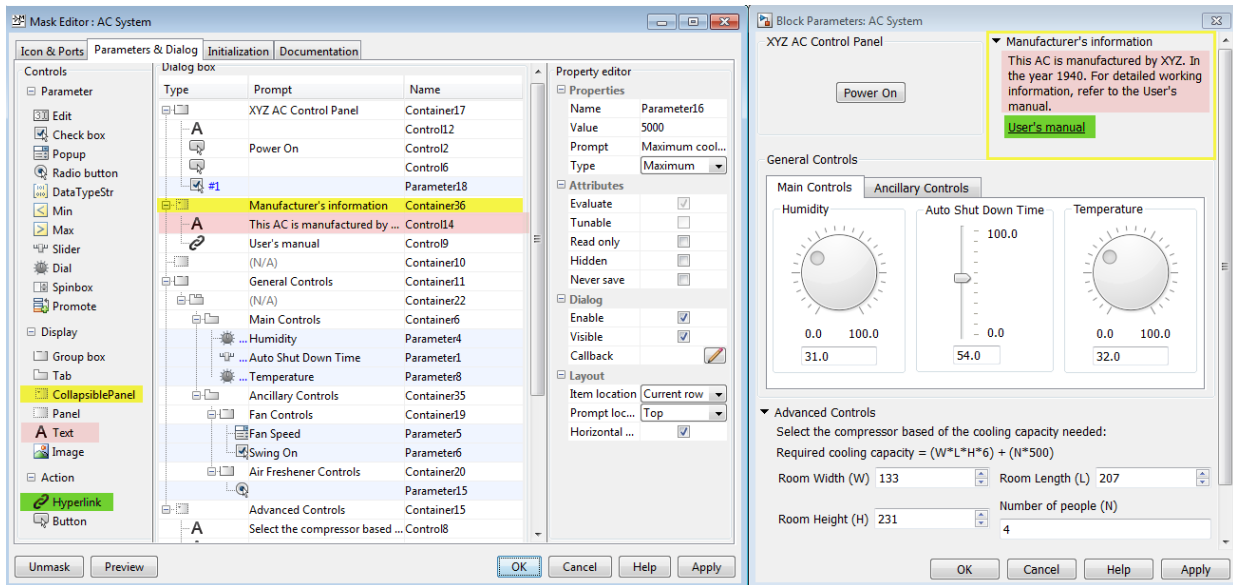 Mask Editor : AC System
Icon & Ports Parameters & Dialog Initialization Documentation
Controls
Parameter
Edit
Check box
Popup
Radio button
DataTypeStr
Min
Max
Slider
Dial
Spinbox
Promote
Display
Group box
Tab
CollapsiblePanel
Panel
A Text
Image
Action
Hyperlink
Button
Dialog box
Type Prompt Name
XYZ AC Control Panel Container17
A Control12
Power On Control2
Control6
#1 Parameter18
Manufacturer's information Container36
A This AC is manufactured by ... Control14
User's manual Control9
(N/A) Container10
General Controls Container11
(N/A) Container22
Main Controls Container6
... Humidity Parameter4
... Auto Shut Down Time Parameter1
... Temperature Parameter8
Ancillary Controls Container35
Fan Controls Container19
Fan Speed Parameter5
Swing On Parameter6
Air Freshener Controls Container20
Parameter15
Advanced Controls Container15
A Select the compressor based ... Control8
Property editor
Properties
Name Parameter16
Value 5000
Prompt Maximum cool...
Type Maximum
Attributes
Evaluate
Tunable
Read only
Hidden
Never save
Dialog
Enable
Visible
Callback
Layout
Item location Current row
Prompt loc... Top
Horizontal ...
Unmask Preview OK Cancel Help Apply
Block Parameters: AC System
XYZ AC Control Panel
Power On
Manufacturer's information
This AC is manufactured by XYZ. In
the year 1940. For detailed working
information, refer to the User's
manual.
User's manual
General Controls
Main Controls Ancillary Controls
Humidity Auto Shut Down Time Temperature
100.0
0.0 100.0 0.0 0.0 100.0
31.0 54.0 32.0
Advanced Controls
Select the compressor based of the cooling capacity needed:
Required cooling capacity = (W*L*H*6) + (N*500)
Room Width (W) 133 Room Length (L) 207
Number of people (N)
Room Height (H) 231
4
OK Cancel Help Apply